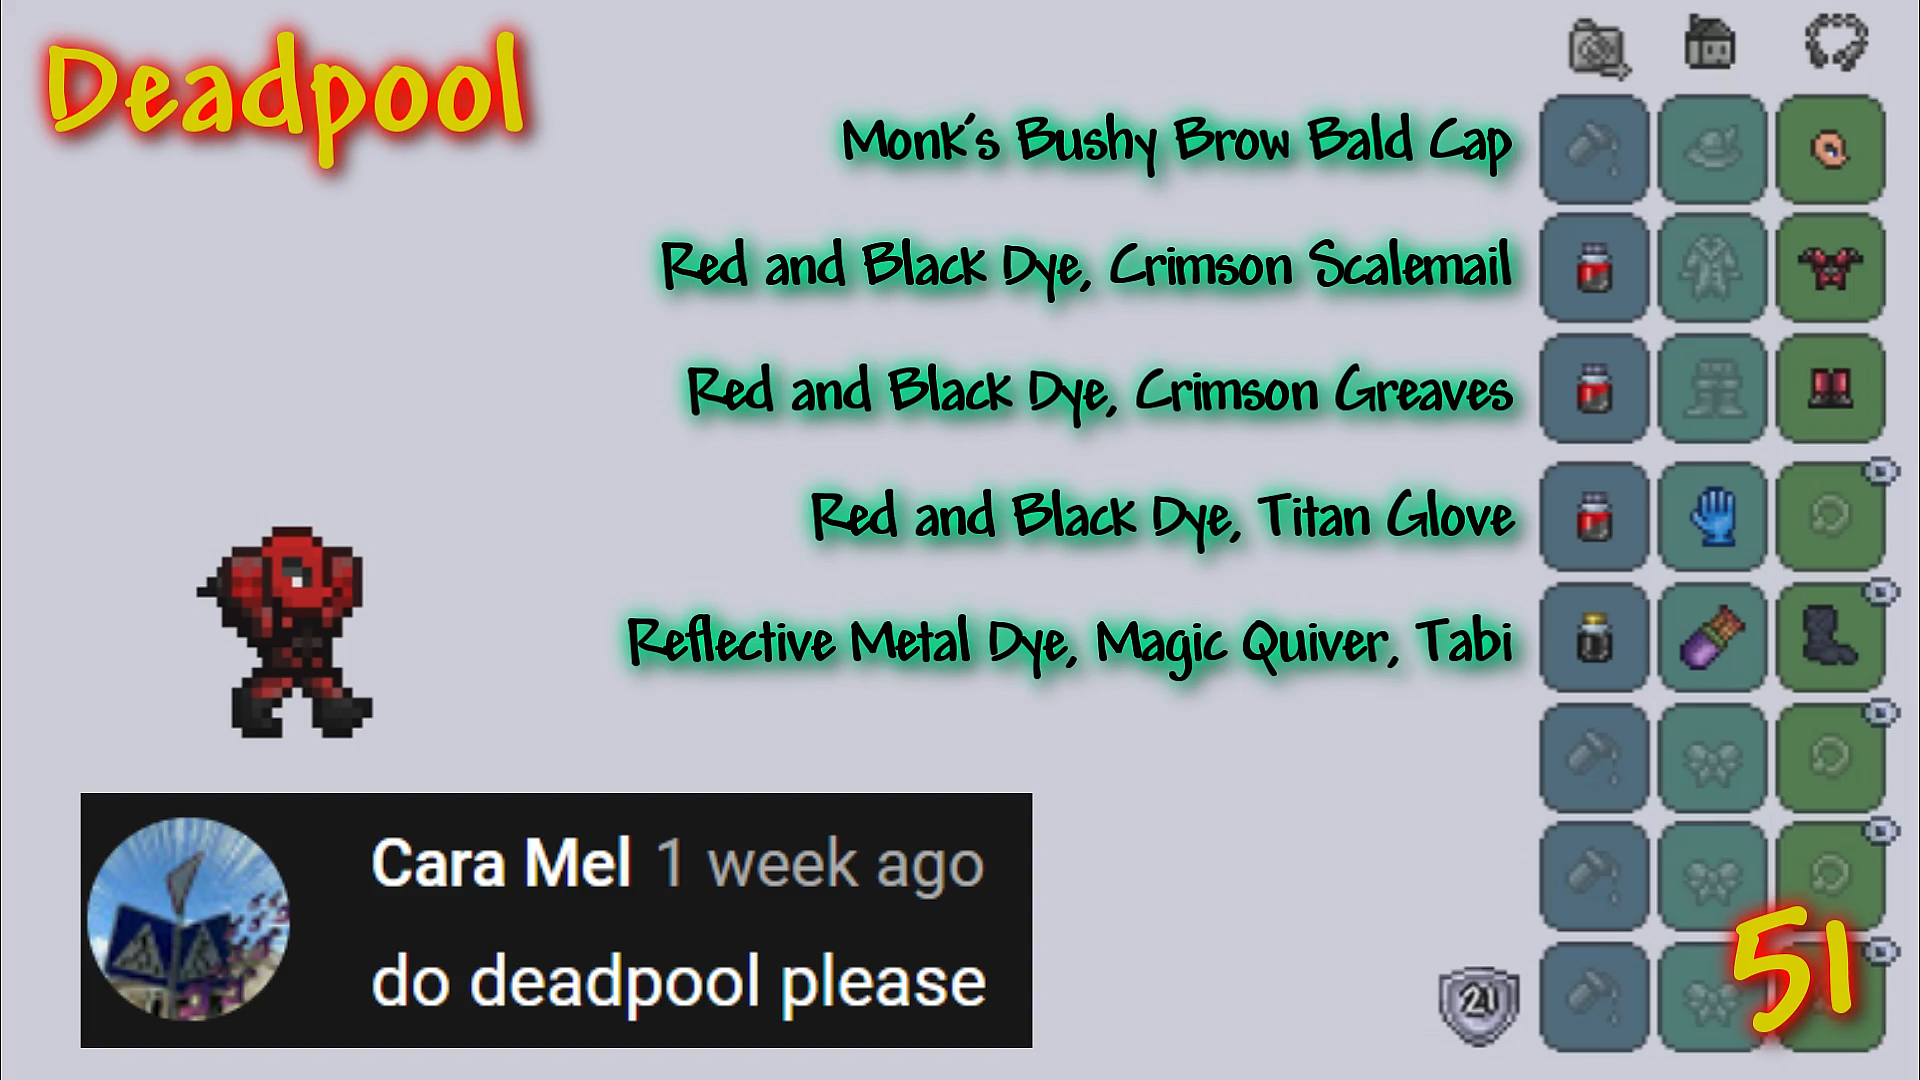 Deadpool
Monk's Bushy Brow Bald Cap
Red and Black Dye, Crimson Scalemail
Red and Black Dye, Crimson Greaves
Red and Black Dye, Titan Glove
Reflective Metal Dye, Magic Quiver, Tabi
Cara Mel 1 week ago
do deadpool please
21
51